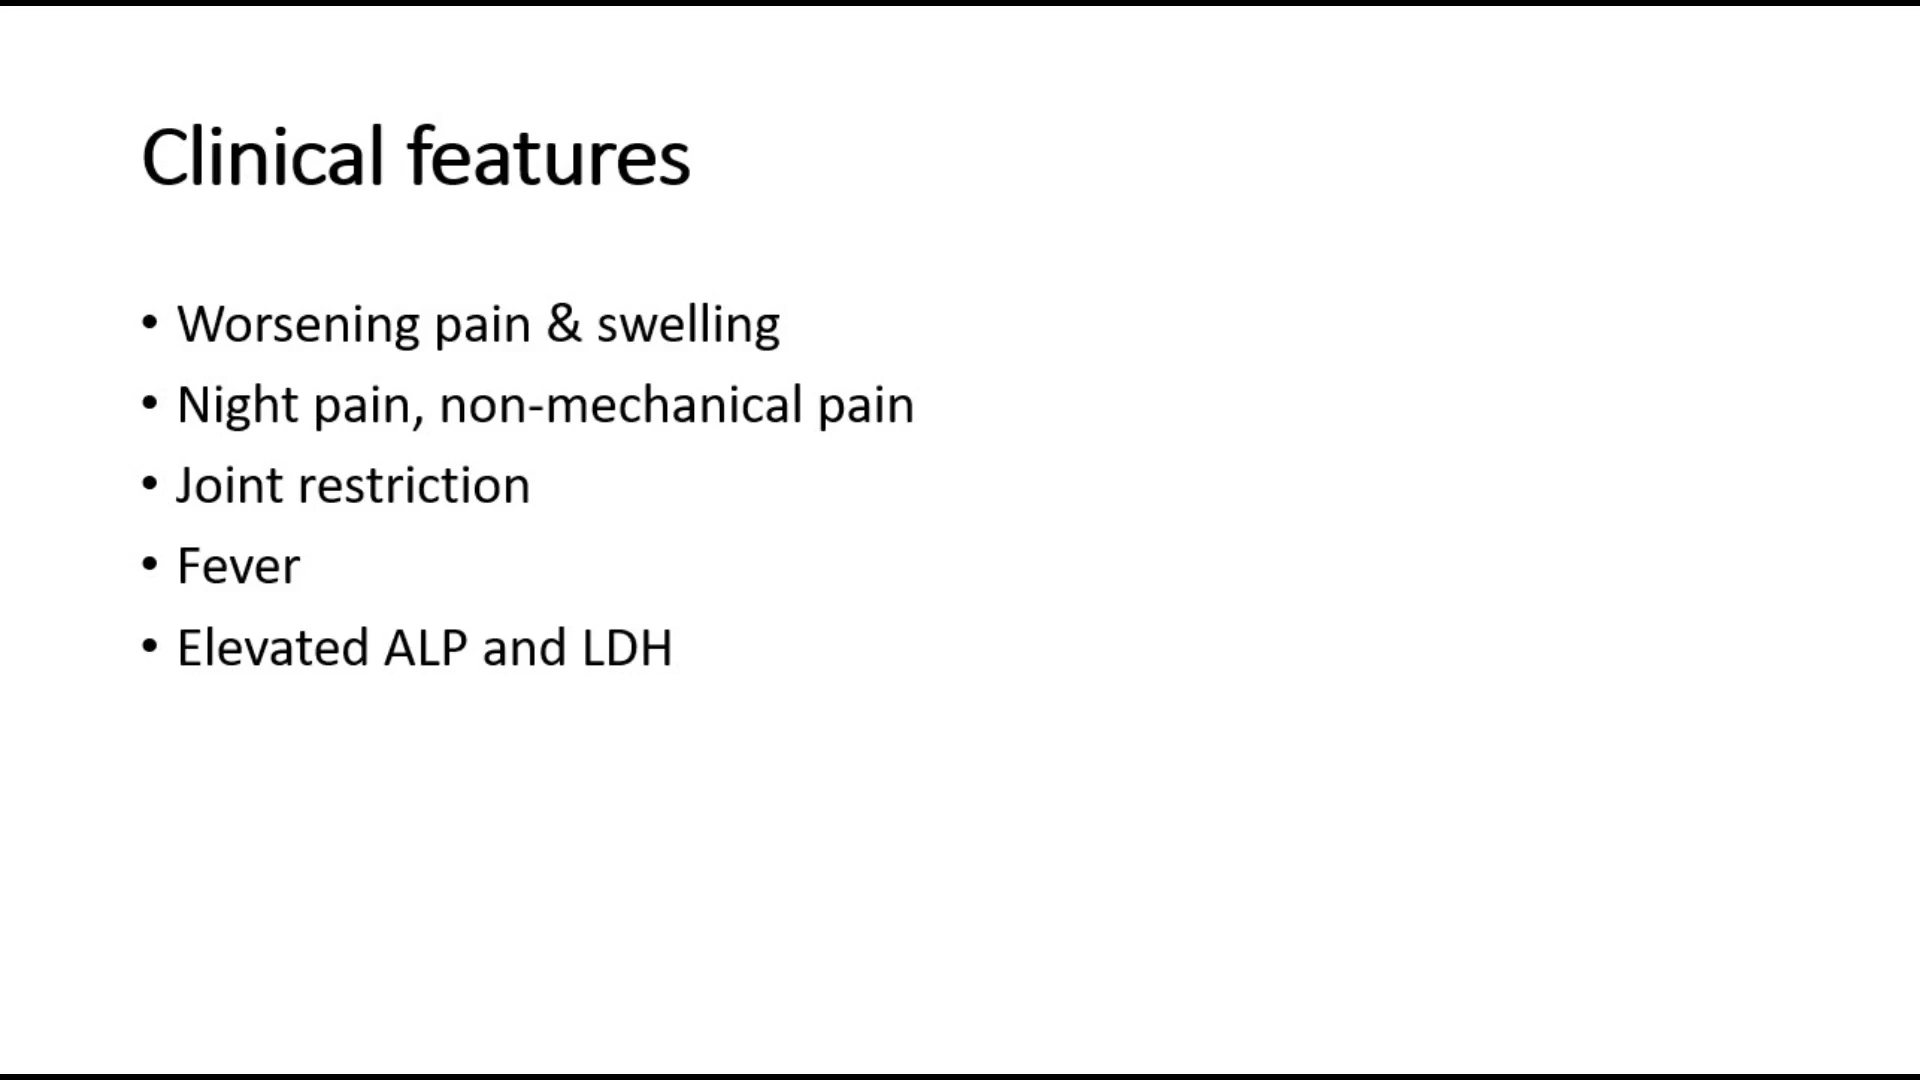 Clinical features
• Worsening pain & swelling
• Night pain, non-mechanical pain
• Joint restriction
• Fever
• Elevated ALP and LDH